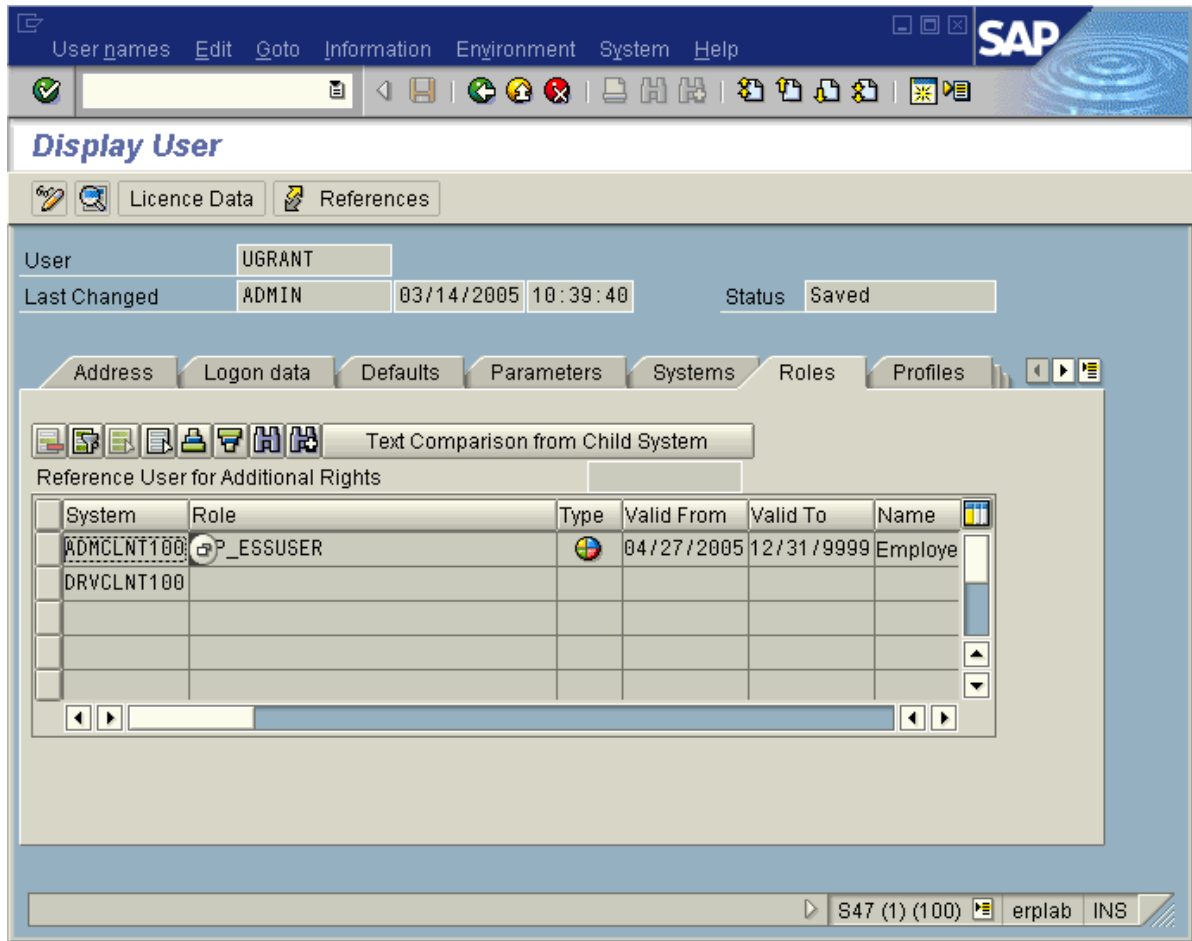 User names Edit Goto Information Environment System Help
SAP
Display User
Licence Data References
User UGRANT
Last Changed ADMIN 03/14/2005 10:39:40 Status Saved
Address Logon data Defaults Parameters Systems Roles Profiles
Text Comparison from Child System
Reference User for Additional Rights
System Role Type Valid From Valid To Name
ADMCLNT100 P_ESSUSER 04/27/2005 12/31/9999 Employe
DRVCLNT100
S47 (1) (100) erplab INS